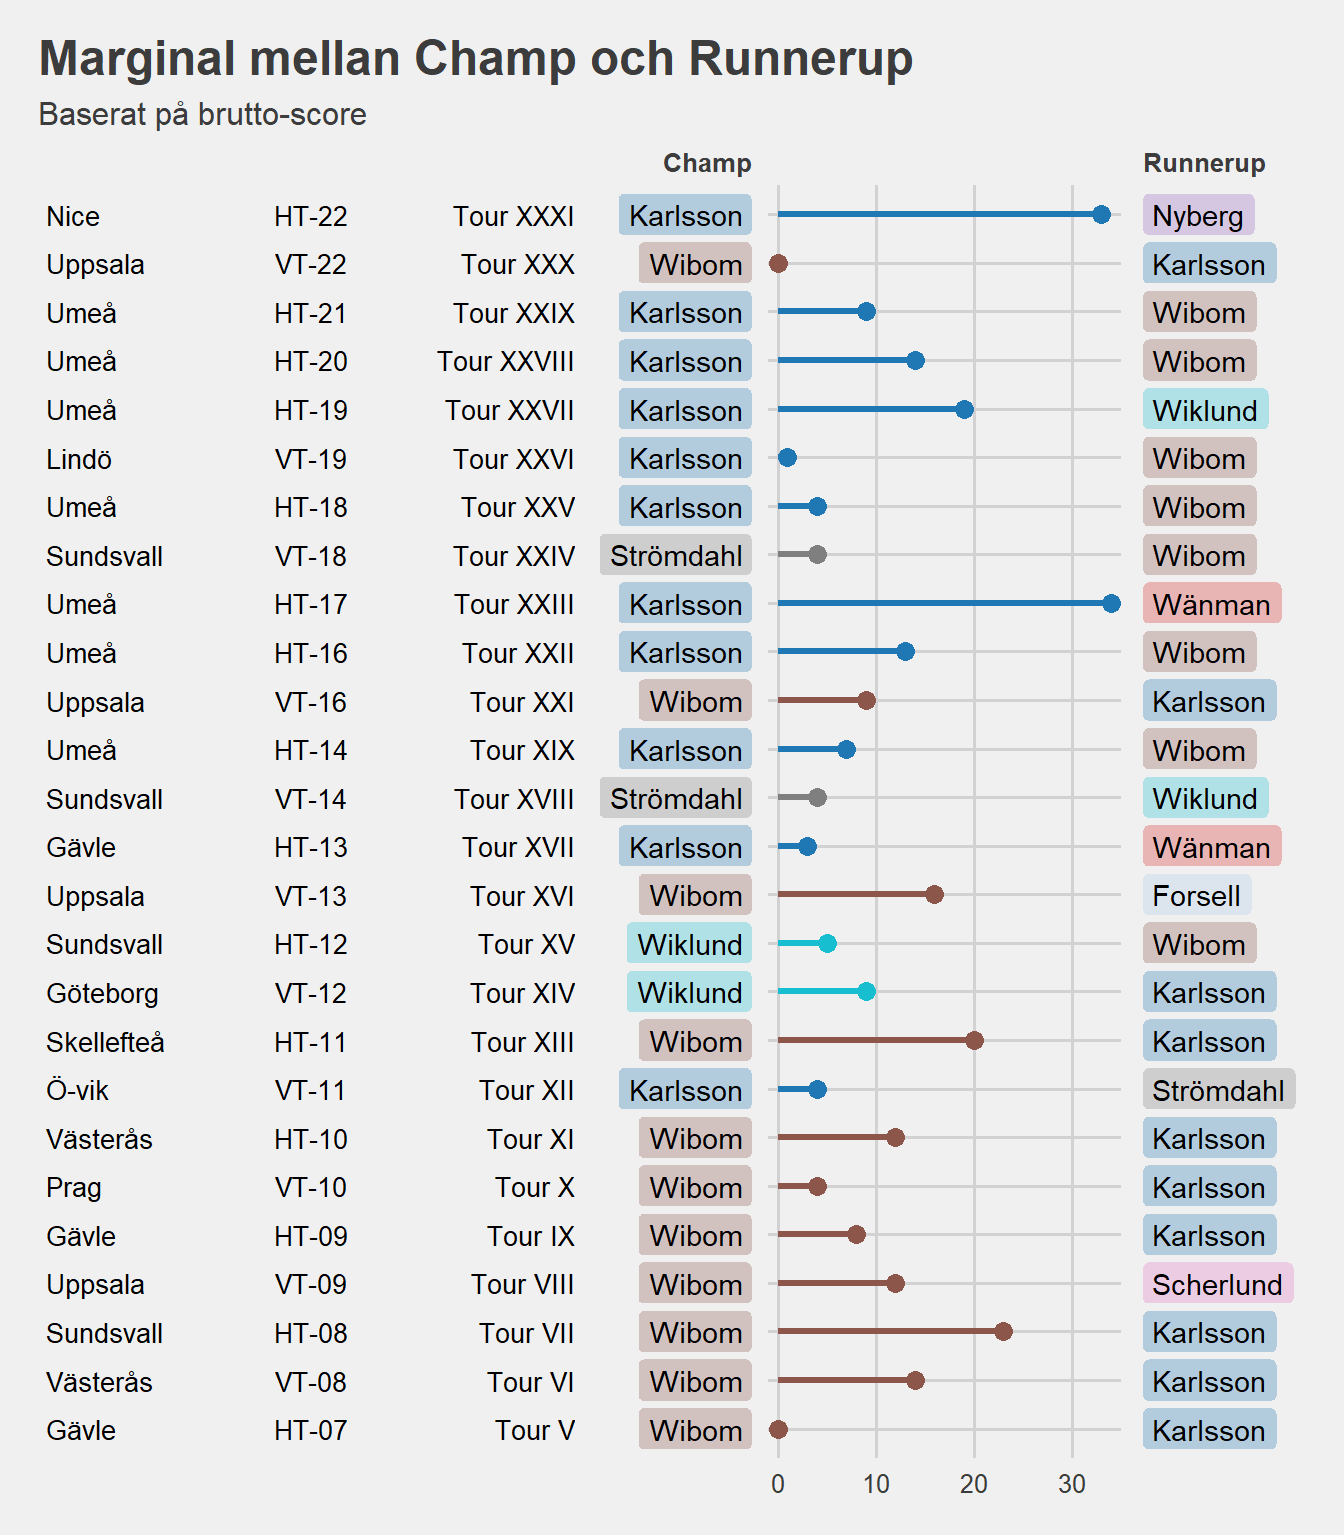 Marginal mellan Champ och Runnerup
Baserat på brutto-score
Champ Runnerup
Nice HT-22 Tour XXXI Karlsson Nyberg
Uppsala VT-22 Tour XXX Wibom Karlsson
Umeå HT-21 Tour XXIX Karlsson Wibom
Umeå HT-20 Tour XXVIII Karlsson Wibom
Umeå HT-19 Tour XXVII Karlsson Wiklund
Lindö VT-19 Tour XXVI Karlsson Wibom
Umeå HT-18 Tour XXV Karlsson Wibom
Sundsvall VT-18 Tour XXIV Strömdahl Wibom
Umeå HT-17 Tour XXIII Karlsson Wänman
Umeå HT-16 Tour XXII Karlsson Wibom
Uppsala VT-16 Tour XXI Wibom Karlsson
Umeå HT-14 Tour XIX Karlsson Wibom
Sundsvall VT-14 Tour XVIII Strömdahl Wiklund
Gävle HT-13 Tour XVII Karlsson Wänman
Uppsala VT-13 Tour XVI Wibom Forsell
Sundsvall HT-12 Tour XV Wiklund Wibom
Göteborg VT-12 Tour XIV Wiklund Karlsson
Skellefteå HT-11 Tour XIII Wibom Karlsson
Ö-vik VT-11 Tour XII Karlsson Strömdahl
Västerås HT-10 Tour XI Wibom Karlsson
Prag VT-10 Tour X Wibom Karlsson
Gävle HT-09 Tour IX Wibom Karlsson
Uppsala VT-09 Tour VIII Wibom Scherlund
Sundsvall HT-08 Tour VII Wibom Karlsson
Västerås VT-08 Tour VI Wibom Karlsson
Gävle HT-07 Tour V Wibom Karlsson
0 10 20 30